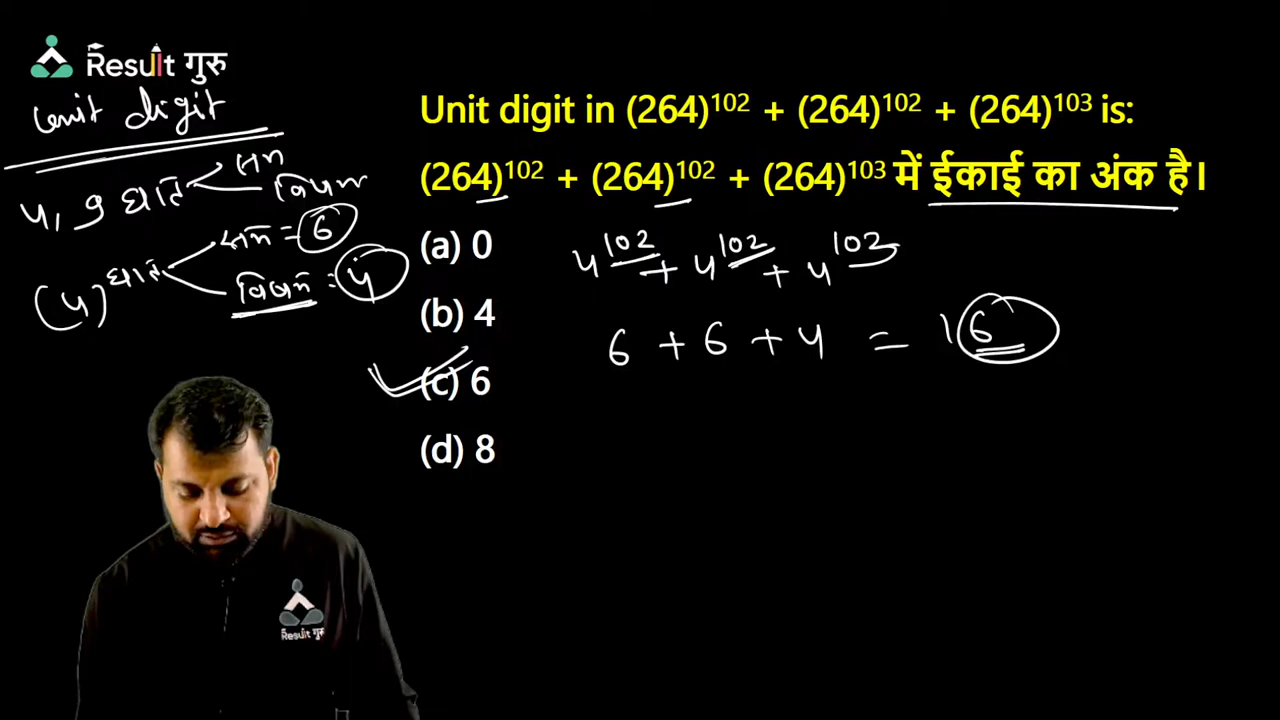 Result गुरु
unit digit
4, 9 घात सम
विषम
(4)घात सम = 6
विषम = 4
Unit digit in (264)¹⁰² + (264)¹⁰² + (264)¹⁰³ is:
(264)¹⁰² + (264)¹⁰² + (264)¹⁰³ में ईकाई का अंक है।
(a) 0
(b) 4
(c) 6
(d) 8
4¹⁰² + 4¹⁰² + 4¹⁰³
6 + 6 + 4 = 16
Result गुरु